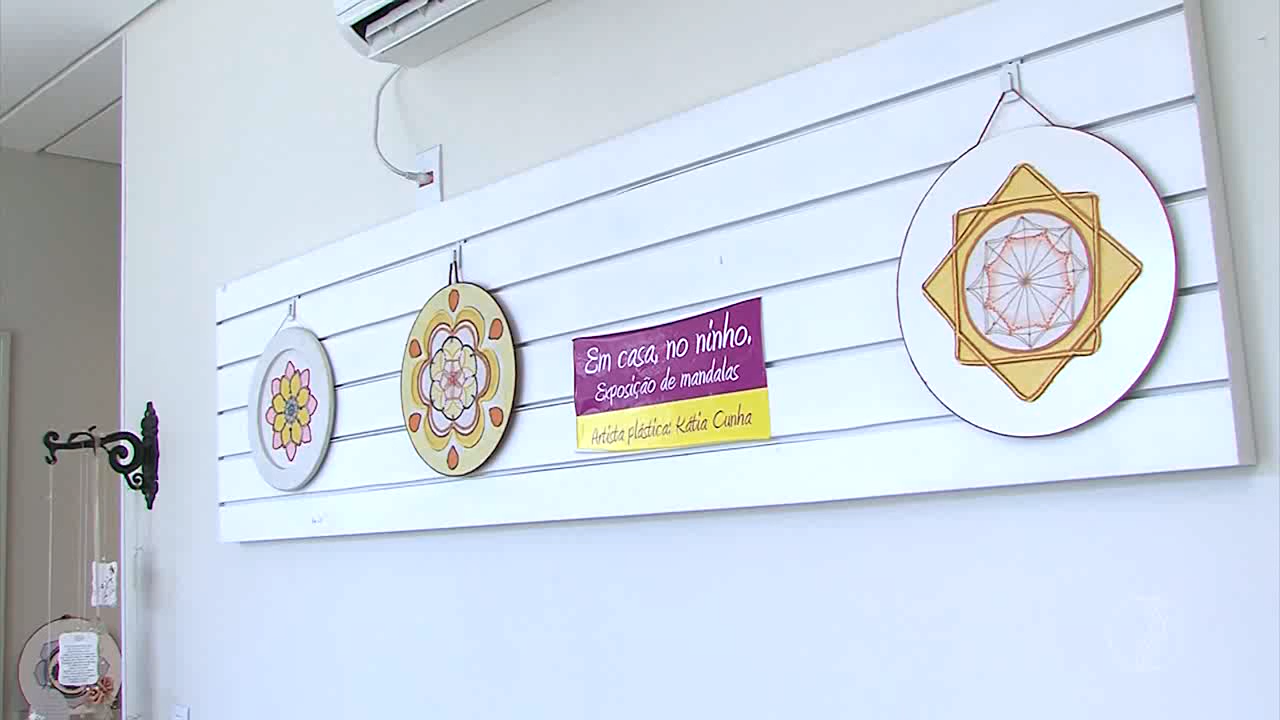 Em casa, no ninho,
Exposição de mandalas
Artista plástica: Kátia Cunha